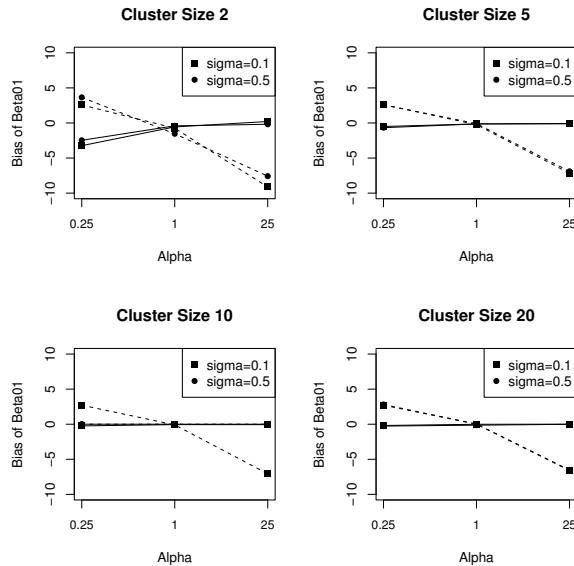 Cluster Size 2
Bias of Beta01
10
5
0
−5
−10
sigma=0.1
sigma=0.5
0.25
1
25
Alpha
Cluster Size 5
Bias of Beta01
10
5
0
−5
−10
sigma=0.1
sigma=0.5
0.25
1
25
Alpha
Cluster Size 10
Bias of Beta01
10
5
0
−5
−10
sigma=0.1
sigma=0.5
0.25
1
25
Alpha
Cluster Size 20
Bias of Beta01
10
5
0
−5
−10
sigma=0.1
sigma=0.5
0.25
1
25
Alpha